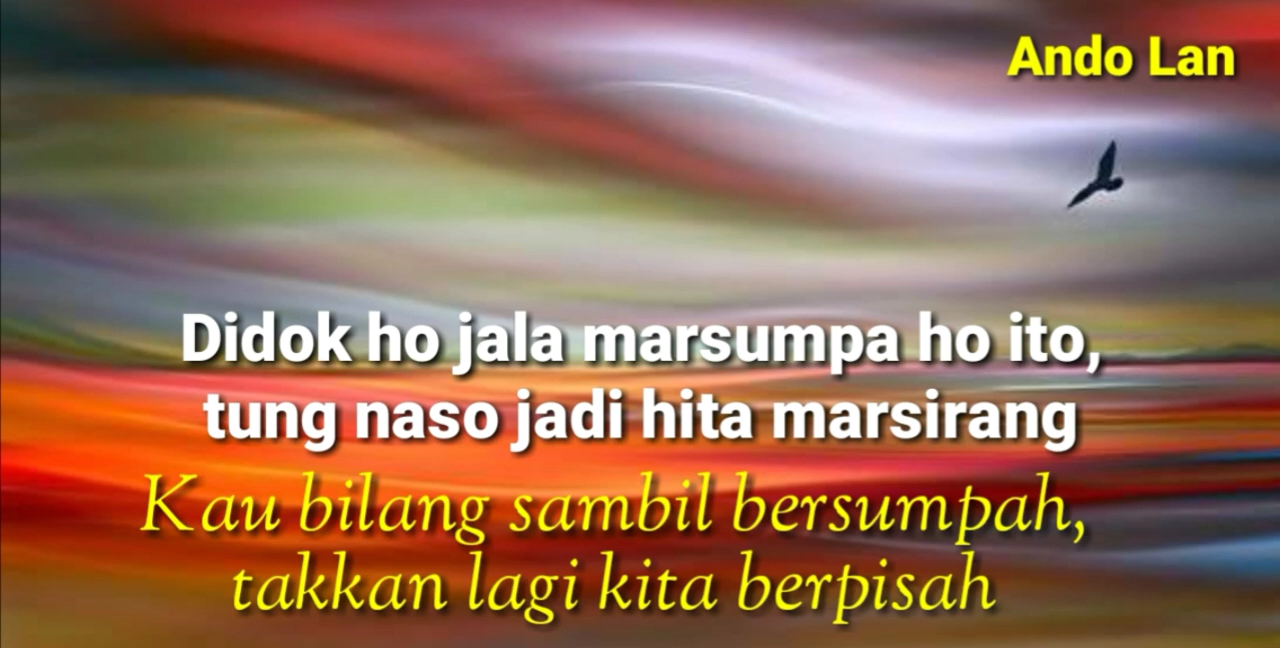 Ando Lan
Didok ho jala marsumpa ho ito,
tung naso jadi hita marsirang
Kau bilang sambil bersumpah,
takkan lagi kita berpisah